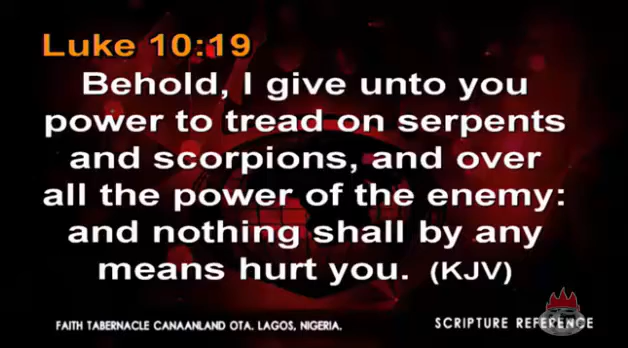 Luke 10:19
Behold, I give unto you
power to tread on serpents
and scorpions, and over
all the power of the enemy:
and nothing shall by any
means hurt you. (KJV)
FAITH TABERNACLE CANAANLAND OTA. LAGOS, NIGERIA.
SCRIPTURE REFERENCE